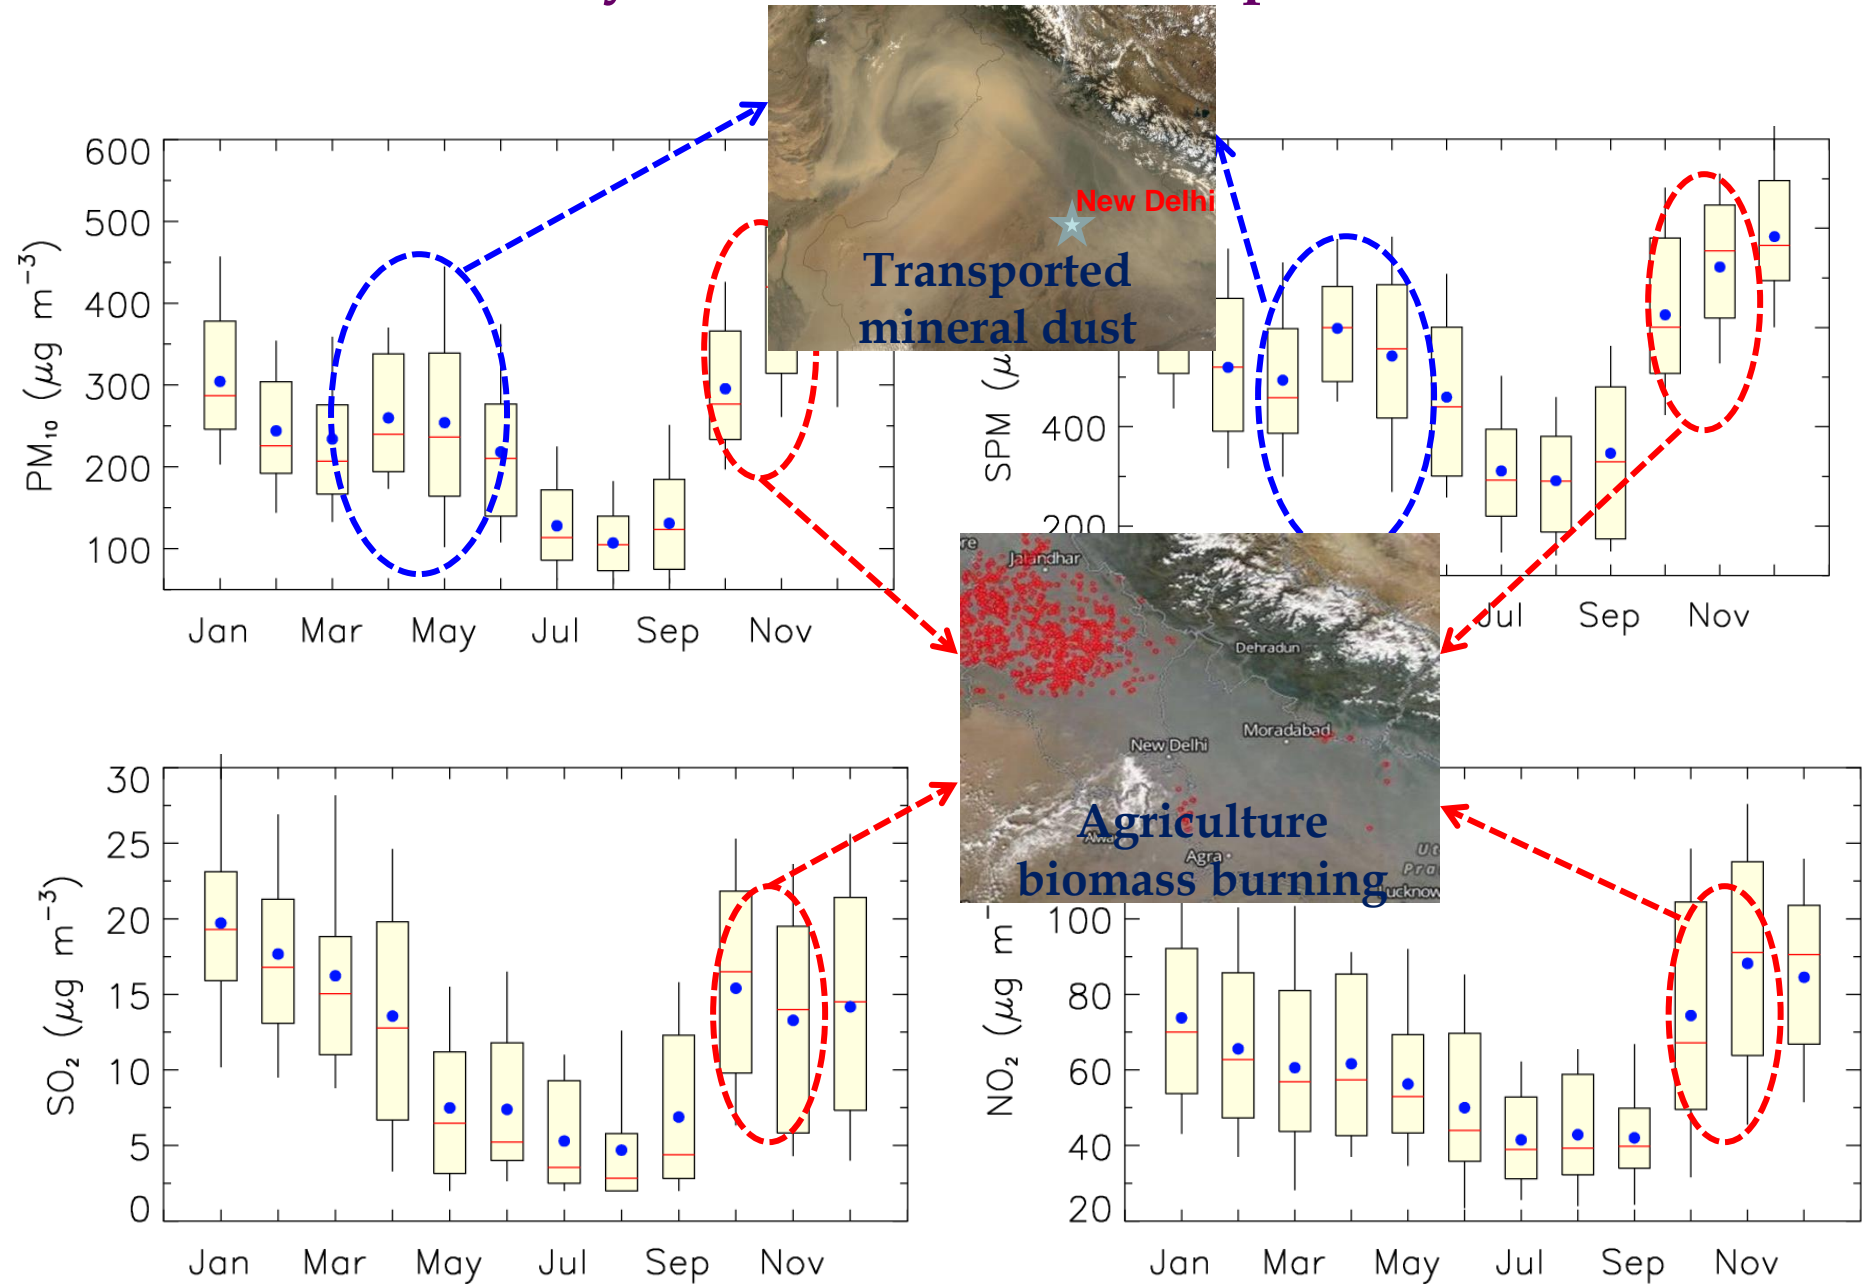 New Delhi
Transported
mineral dust
600
500
400
300
200
100
PM₁₀ (μg m⁻³)
Jan Mar May Jul Sep Nov
400
200
SPM (μ
Jul Sep Nov
Jalandhar
Dehradun
Moradabad
New Delhi
Agra
Agriculture
biomass burning
30
25
20
15
10
5
0
SO₂ (μg m⁻³)
Jan Mar May Jul Sep Nov
100
80
60
40
20
NO₂ (μg m⁻
Jan Mar May Jul Sep Nov